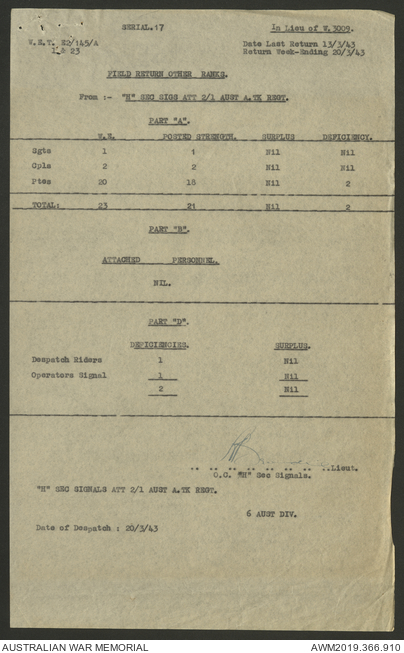 SERIAL.17 In Lieu of W.3009.
W.E.T. E2/145/A Date Last Return 13/3/43
1 & 23 Return Week-Ending 20/3/43
FIELD RETURN OTHER RANKS.
From :- "H" SEC SIGS ATT 2/1 AUST A.TK REGT.
PART "A".
W.E. POSTED STRENGTH. SURPLUS DEFICIENCY.
Sgts 1 1 Nil Nil
Cpls 2 2 Nil Nil
Ptes 20 18 Nil 2
TOTAL: 23 21 Nil 2
PART "B".
ATTACHED PERSONNEL.
NIL.
PART "D".
DEFICIENCIES. SURPLUS.
Despatch Riders 1 Nil
Operators Signal 1 Nil
2 Nil
.. .. .. .. .. .. .. ..Lieut.
O.C. "H" Sec Signals.
"H" SEC SIGNALS ATT 2/1 AUST A.TK REGT.
6 AUST DIV.
Date of Despatch : 20/3/43
AUSTRALIAN WAR MEMORIAL AWM2019.366.910